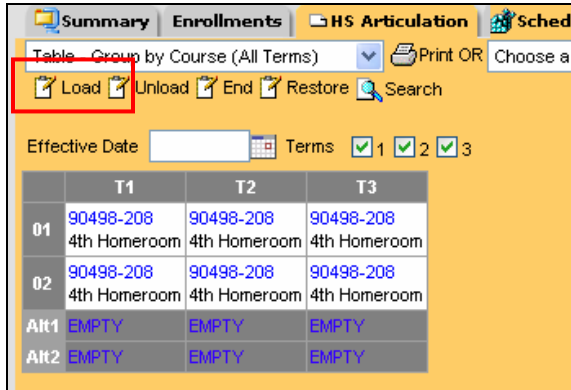 Summary Enrollments HS Articulation Sched
Table - Group by Course (All Terms) Print OR Choose a
Load Unload End Restore Search
Effective Date Terms 1 2 3
T1 T2 T3
01 90498-208 90498-208 90498-208
4th Homeroom 4th Homeroom 4th Homeroom
02 90498-208 90498-208 90498-208
4th Homeroom 4th Homeroom 4th Homeroom
Alt1 EMPTY EMPTY EMPTY
Alt2 EMPTY EMPTY EMPTY